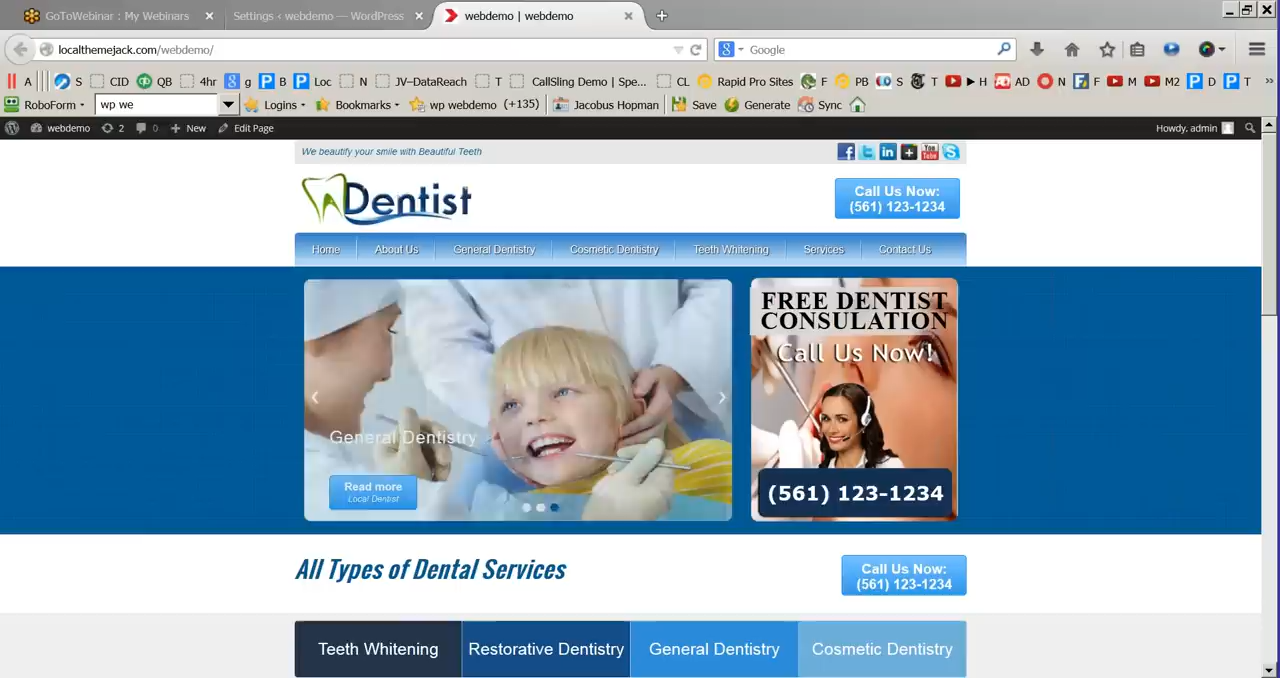 GoToWebinar : My Webinars
Settings ‹ webdemo — WordPress
webdemo | webdemo
localthemejack.com/webdemo/
Google
A S CID QB 4hr g B Loc N JV-DataReach T CallSling Demo | Spe... CL Rapid Pro Sites F PB S T H AD N F M M2 D T
RoboForm wp we Logins Bookmarks wp webdemo (+135) Jacobus Hopman Save Generate Sync
webdemo 2 0 New Edit Page Howdy, admin
We beautify your smile with Beautiful Teeth
Dentist
Call Us Now:
(561) 123-1234
Home About Us General Dentistry Cosmetic Dentistry Teeth Whitening Services Contact Us
FREE DENTIST
CONSULATION
Call Us Now!
General Dentistry
Read more
Local Dentist
(561) 123-1234
All Types of Dental Services
Call Us Now:
(561) 123-1234
Teeth Whitening Restorative Dentistry General Dentistry Cosmetic Dentistry